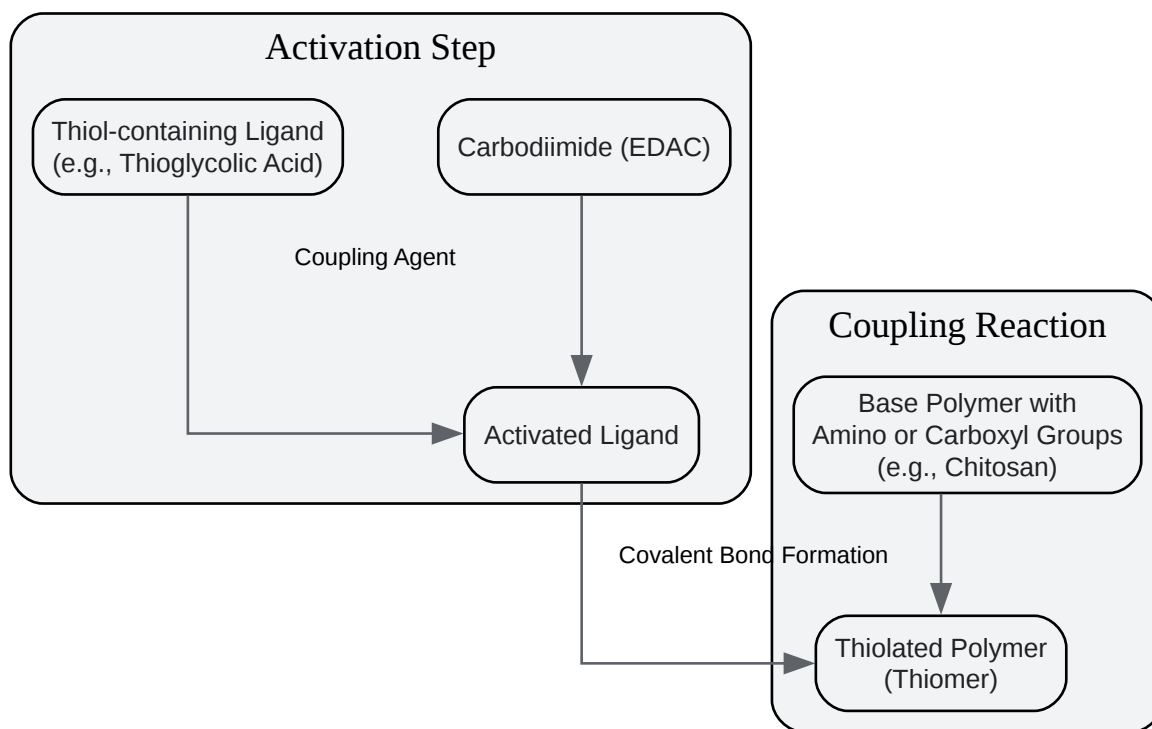 Activation Step
Thiol-containing Ligand
(e.g., Thioglycolic Acid)
Carbodiimide (EDAC)
Coupling Agent
Activated Ligand
Coupling Reaction
Base Polymer with
Amino or Carboxyl Groups
(e.g., Chitosan)
Covalent Bond Formation
Thiolated Polymer
(Thiomer)